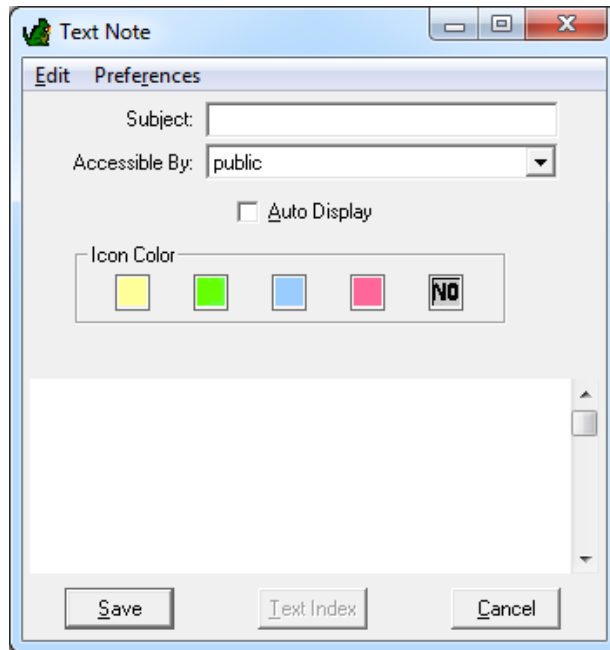 Text Note
Edit Preferences
Subject:
Accessible By: public
Auto Display
Icon Color
NO
Save Text Index Cancel